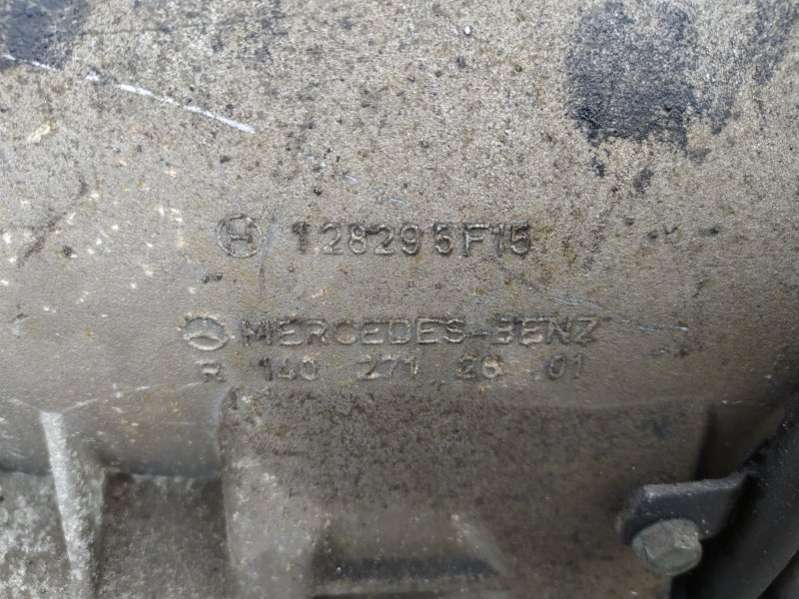 H 128295F15
MERCEDES-BENZ
R 140 271 26 01